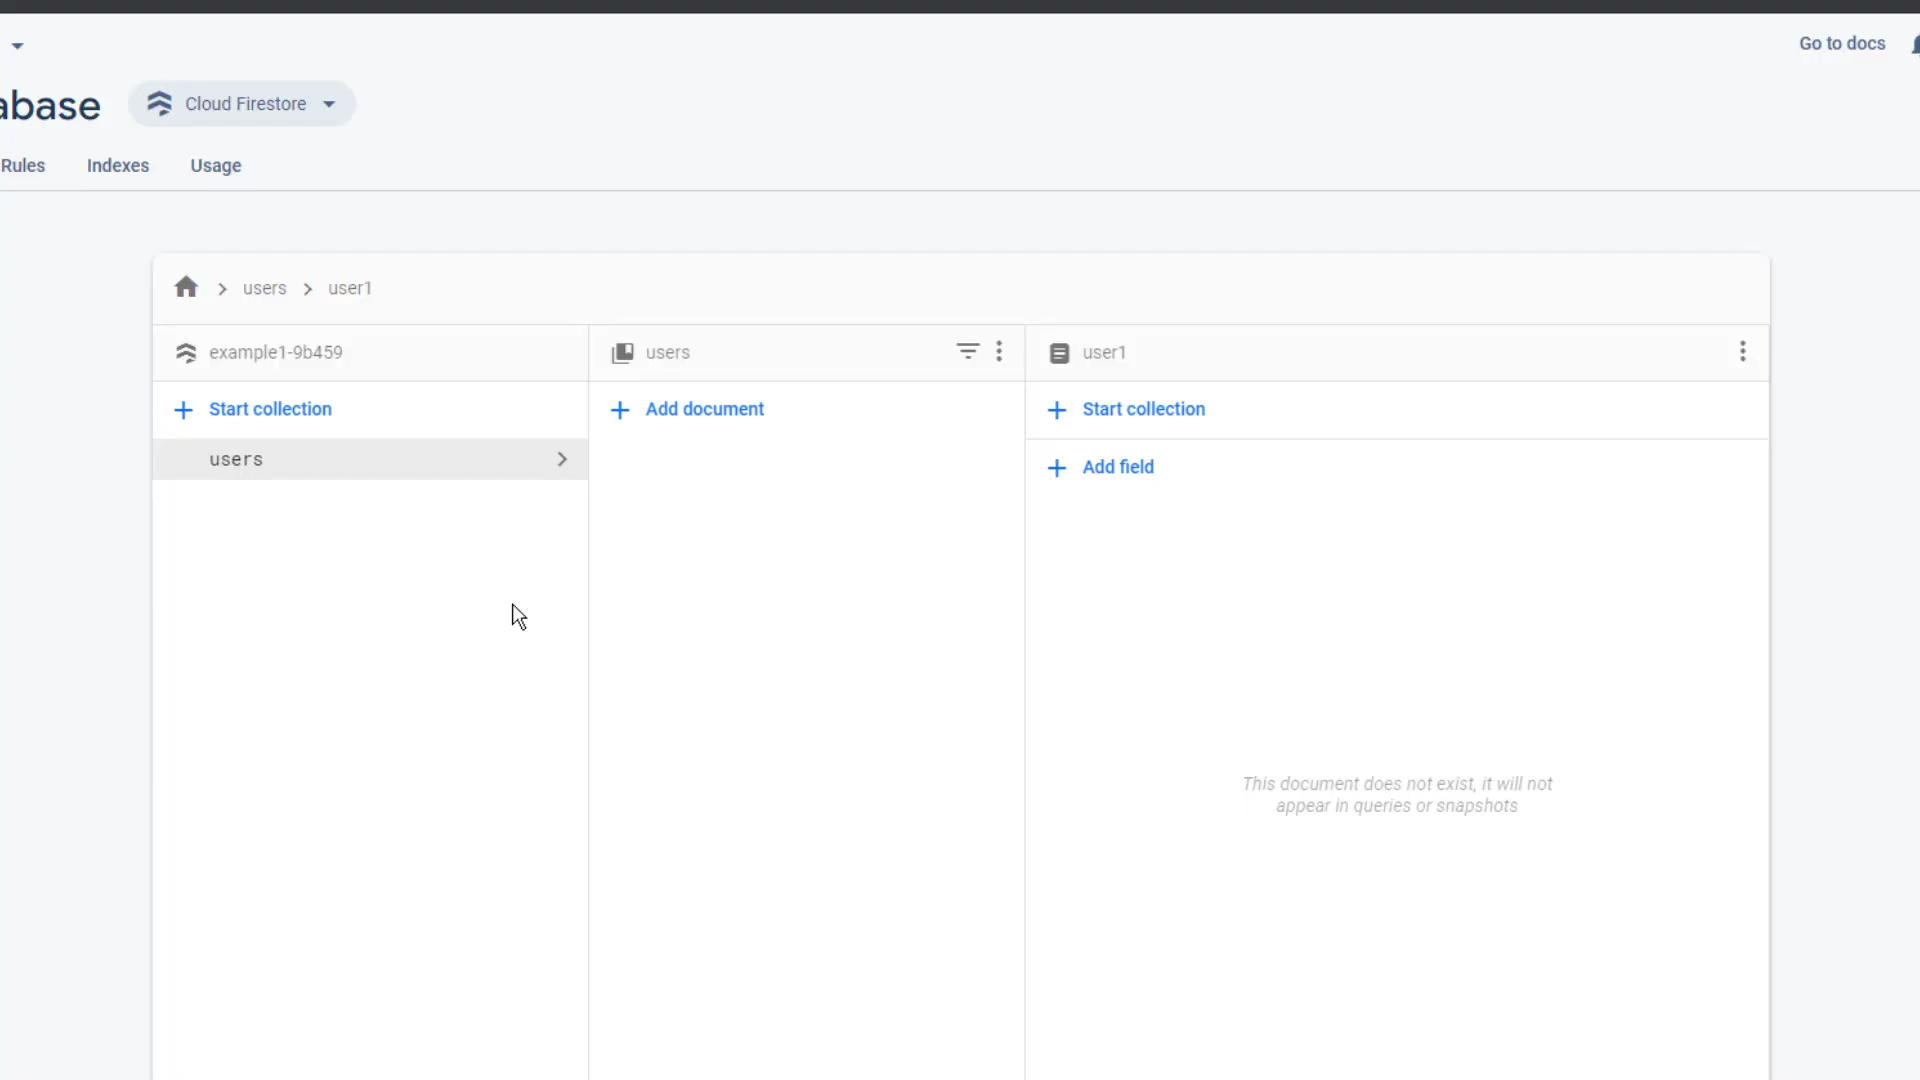 Go to docs
abase
Cloud Firestore
Rules
Indexes
Usage
users
user1
example1-9b459
users
user1
Start collection
Add document
Start collection
users
Add field
This document does not exist, it will not
appear in queries or snapshots